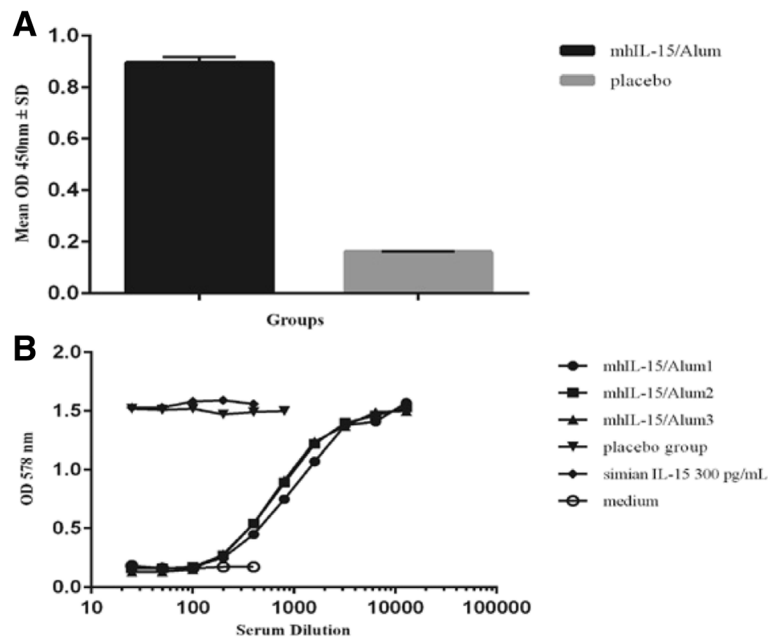 A
1.0
0.8
0.6
0.4
0.2
0.0
Mean OD 450nm ± SD
Groups
mhIL-15/Alum
placebo
B
2.0
1.5
1.0
0.5
0.0
OD 578 nm
10
100
1000
10000
100000
Serum Dilution
mhIL-15/Alum1
mhIL-15/Alum2
mhIL-15/Alum3
placebo group
simian IL-15 300 pg/mL
medium